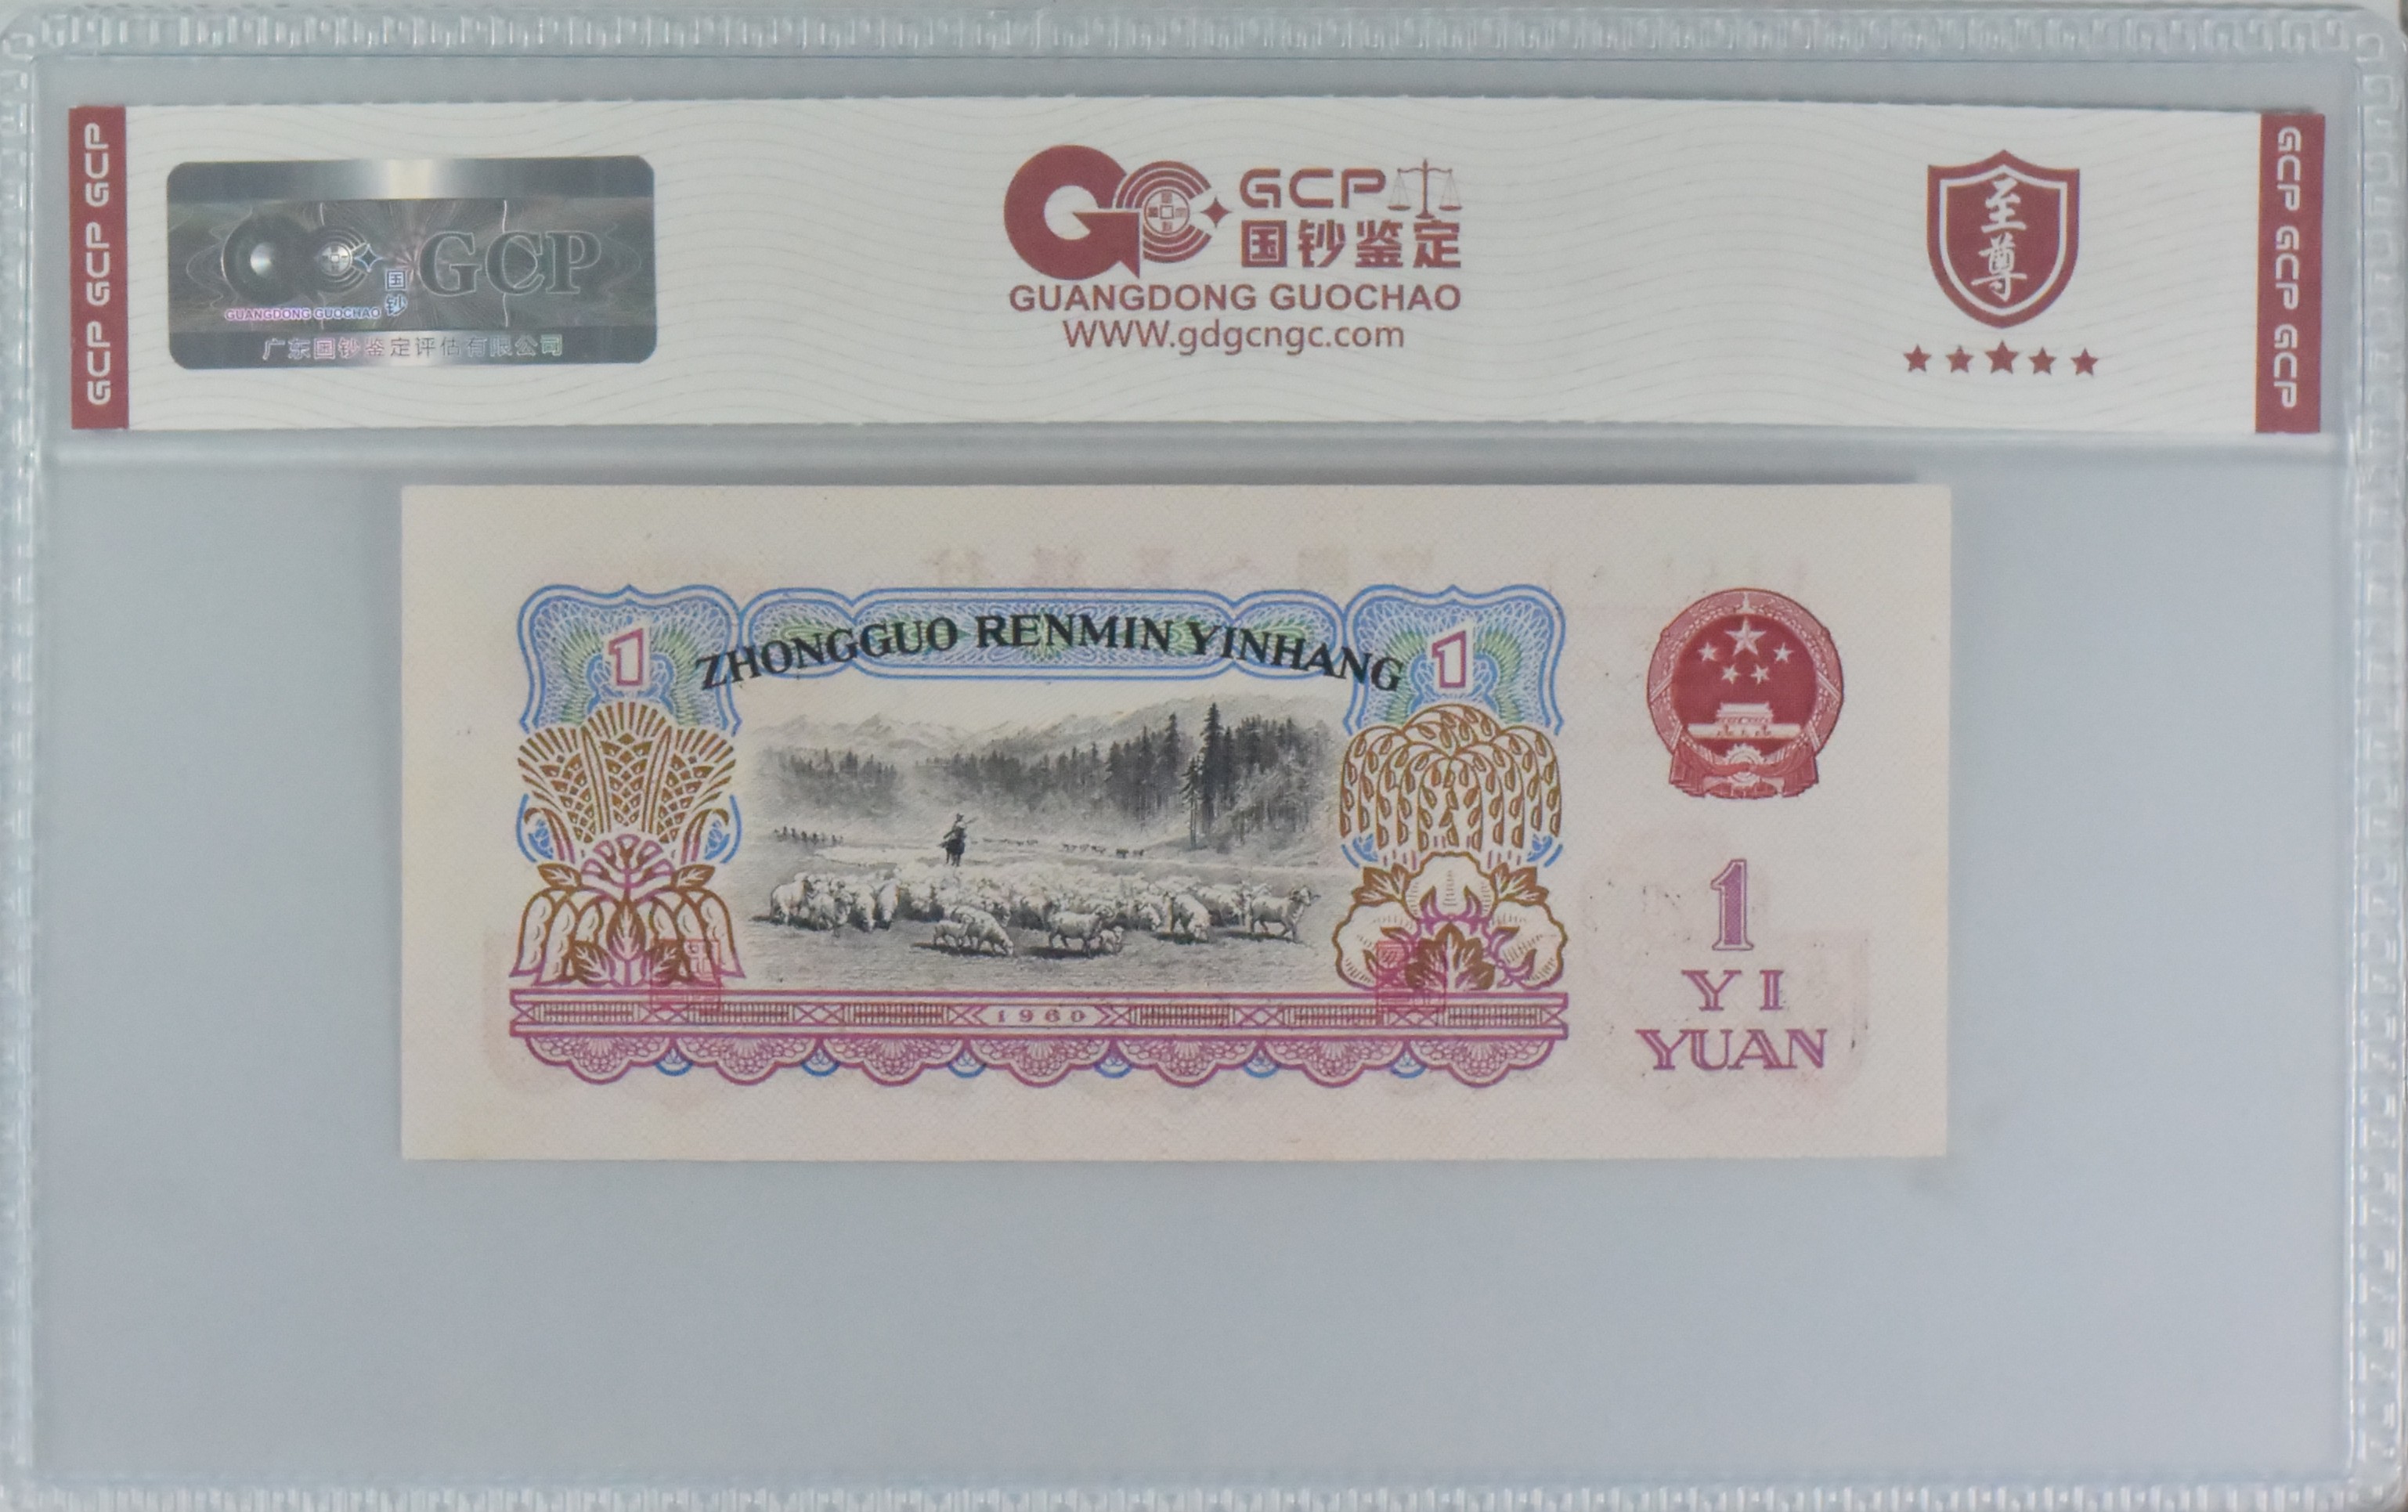 GCP GCP GCP
GCP
国钞
GUANGDONG GUOCHAO
广东国钞鉴定评估有限公司
GCP
国钞鉴定
GUANGDONG GUOCHAO
WWW.gdgcngc.com
至尊
GCP GCP GCP
ZHONGGUO RENMIN YINHANG
1
1
1960
1
YI
YUAN